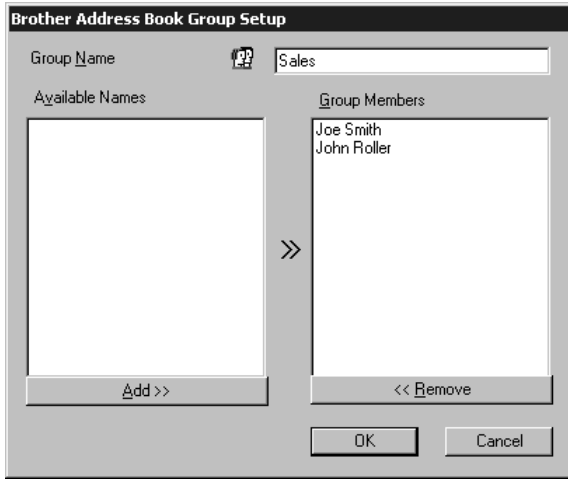 Brother Address Book Group Setup
Group Name
Sales
Available Names
Group Members
Joe Smith
John Roller
>>
Add >>
<< Remove
OK
Cancel